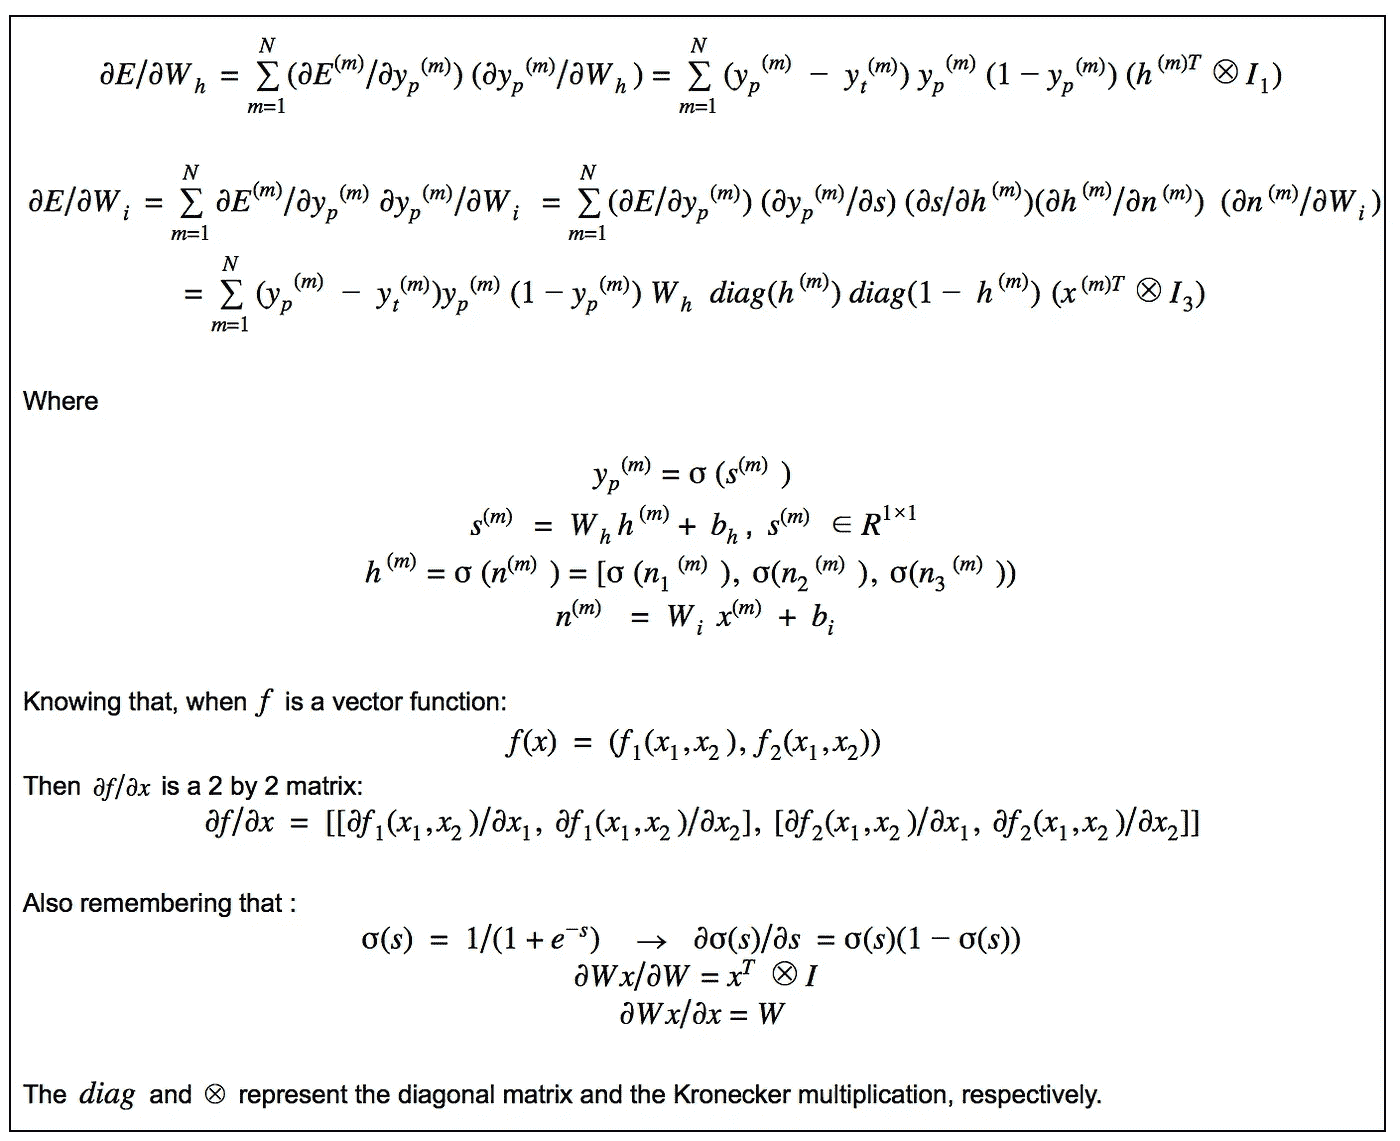 ∂E/∂W_h = ∑_{m=1}^{N} (∂E^{(m)}/∂y_p^{(m)}) (∂y_p^{(m)}/∂W_h) = ∑_{m=1}^{N} (y_p^{(m)} − y_t^{(m)}) y_p^{(m)} (1 − y_p^{(m)}) (h^{(m)T} ⊗ I_1)
∂E/∂W_i = ∑_{m=1}^{N} ∂E^{(m)}/∂y_p^{(m)} ∂y_p^{(m)}/∂W_i = ∑_{m=1}^{N} (∂E/∂y_p^{(m)}) (∂y_p^{(m)}/∂s) (∂s/∂h^{(m)})(∂h^{(m)}/∂n^{(m)}) (∂n^{(m)}/∂W_i)
= ∑_{m=1}^{N} (y_p^{(m)} − y_t^{(m)})y_p^{(m)} (1 − y_p^{(m)}) W_h diag(h^{(m)}) diag(1 − h^{(m)}) (x^{(m)T} ⊗ I_3)
Where
y_p^{(m)} = σ (s^{(m)} )
s^{(m)} = W_h h^{(m)} + b_h , s^{(m)} ∈ R^{1×1}
h^{(m)} = σ (n^{(m)} ) = [σ (n_1^{(m)} ), σ(n_2^{(m)} ), σ(n_3^{(m)} ))
n^{(m)} = W_i x^{(m)} + b_i
Knowing that, when f is a vector function:
f(x) = (f_1(x_1,x_2 ), f_2(x_1,x_2))
Then ∂f/∂x is a 2 by 2 matrix:
∂f/∂x = [[∂f_1(x_1,x_2 )/∂x_1, ∂f_1(x_1,x_2 )/∂x_2], [∂f_2(x_1,x_2 )/∂x_1, ∂f_2(x_1,x_2 )/∂x_2]]
Also remembering that :
σ(s) = 1/(1 + e^{−s}) → ∂σ(s)/∂s = σ(s)(1 − σ(s))
∂Wx/∂W = x^T ⊗ I
∂Wx/∂x = W
The diag and ⊗ represent the diagonal matrix and the Kronecker multiplication, respectively.